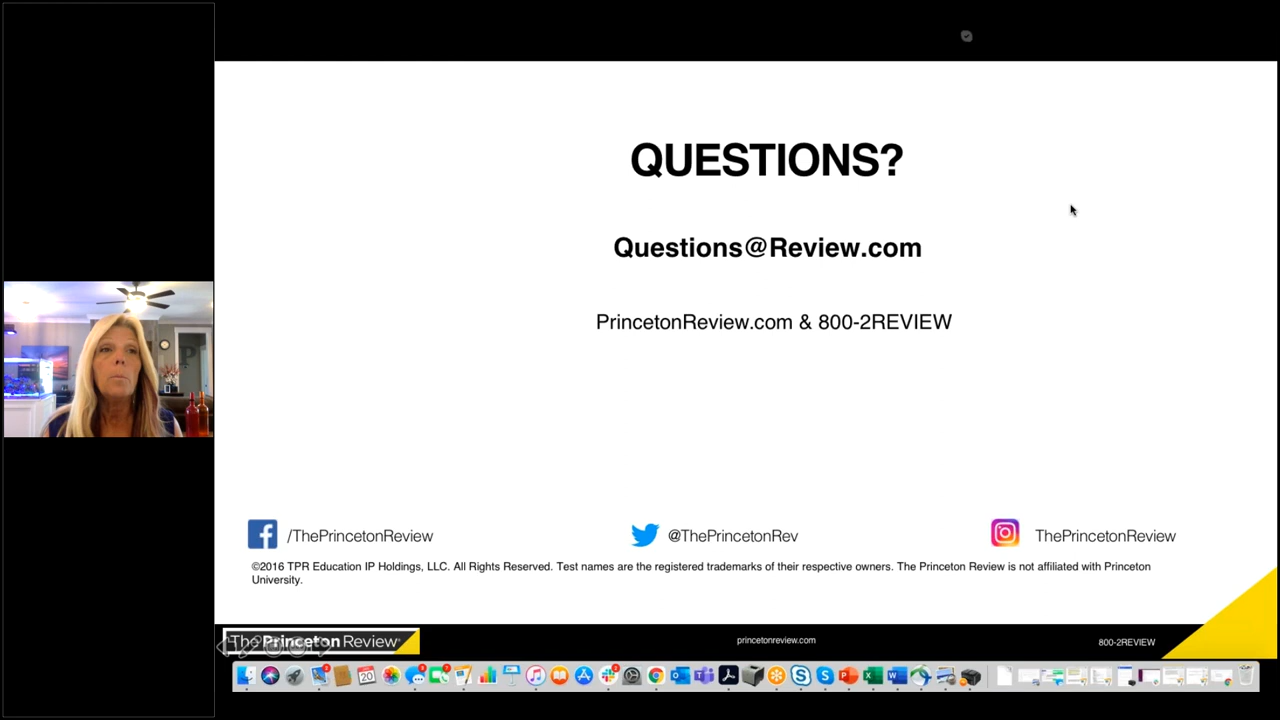 QUESTIONS?
Questions@Review.com
PrincetonReview.com & 800-2REVIEW
/ThePrincetonReview
@ThePrincetonRev
ThePrincetonReview
©2016 TPR Education IP Holdings, LLC. All Rights Reserved. Test names are the registered trademarks of their respective owners. The Princeton Review is not affiliated with Princeton
University.
The Princeton Review
princetonreview.com
800-2REVIEW
20